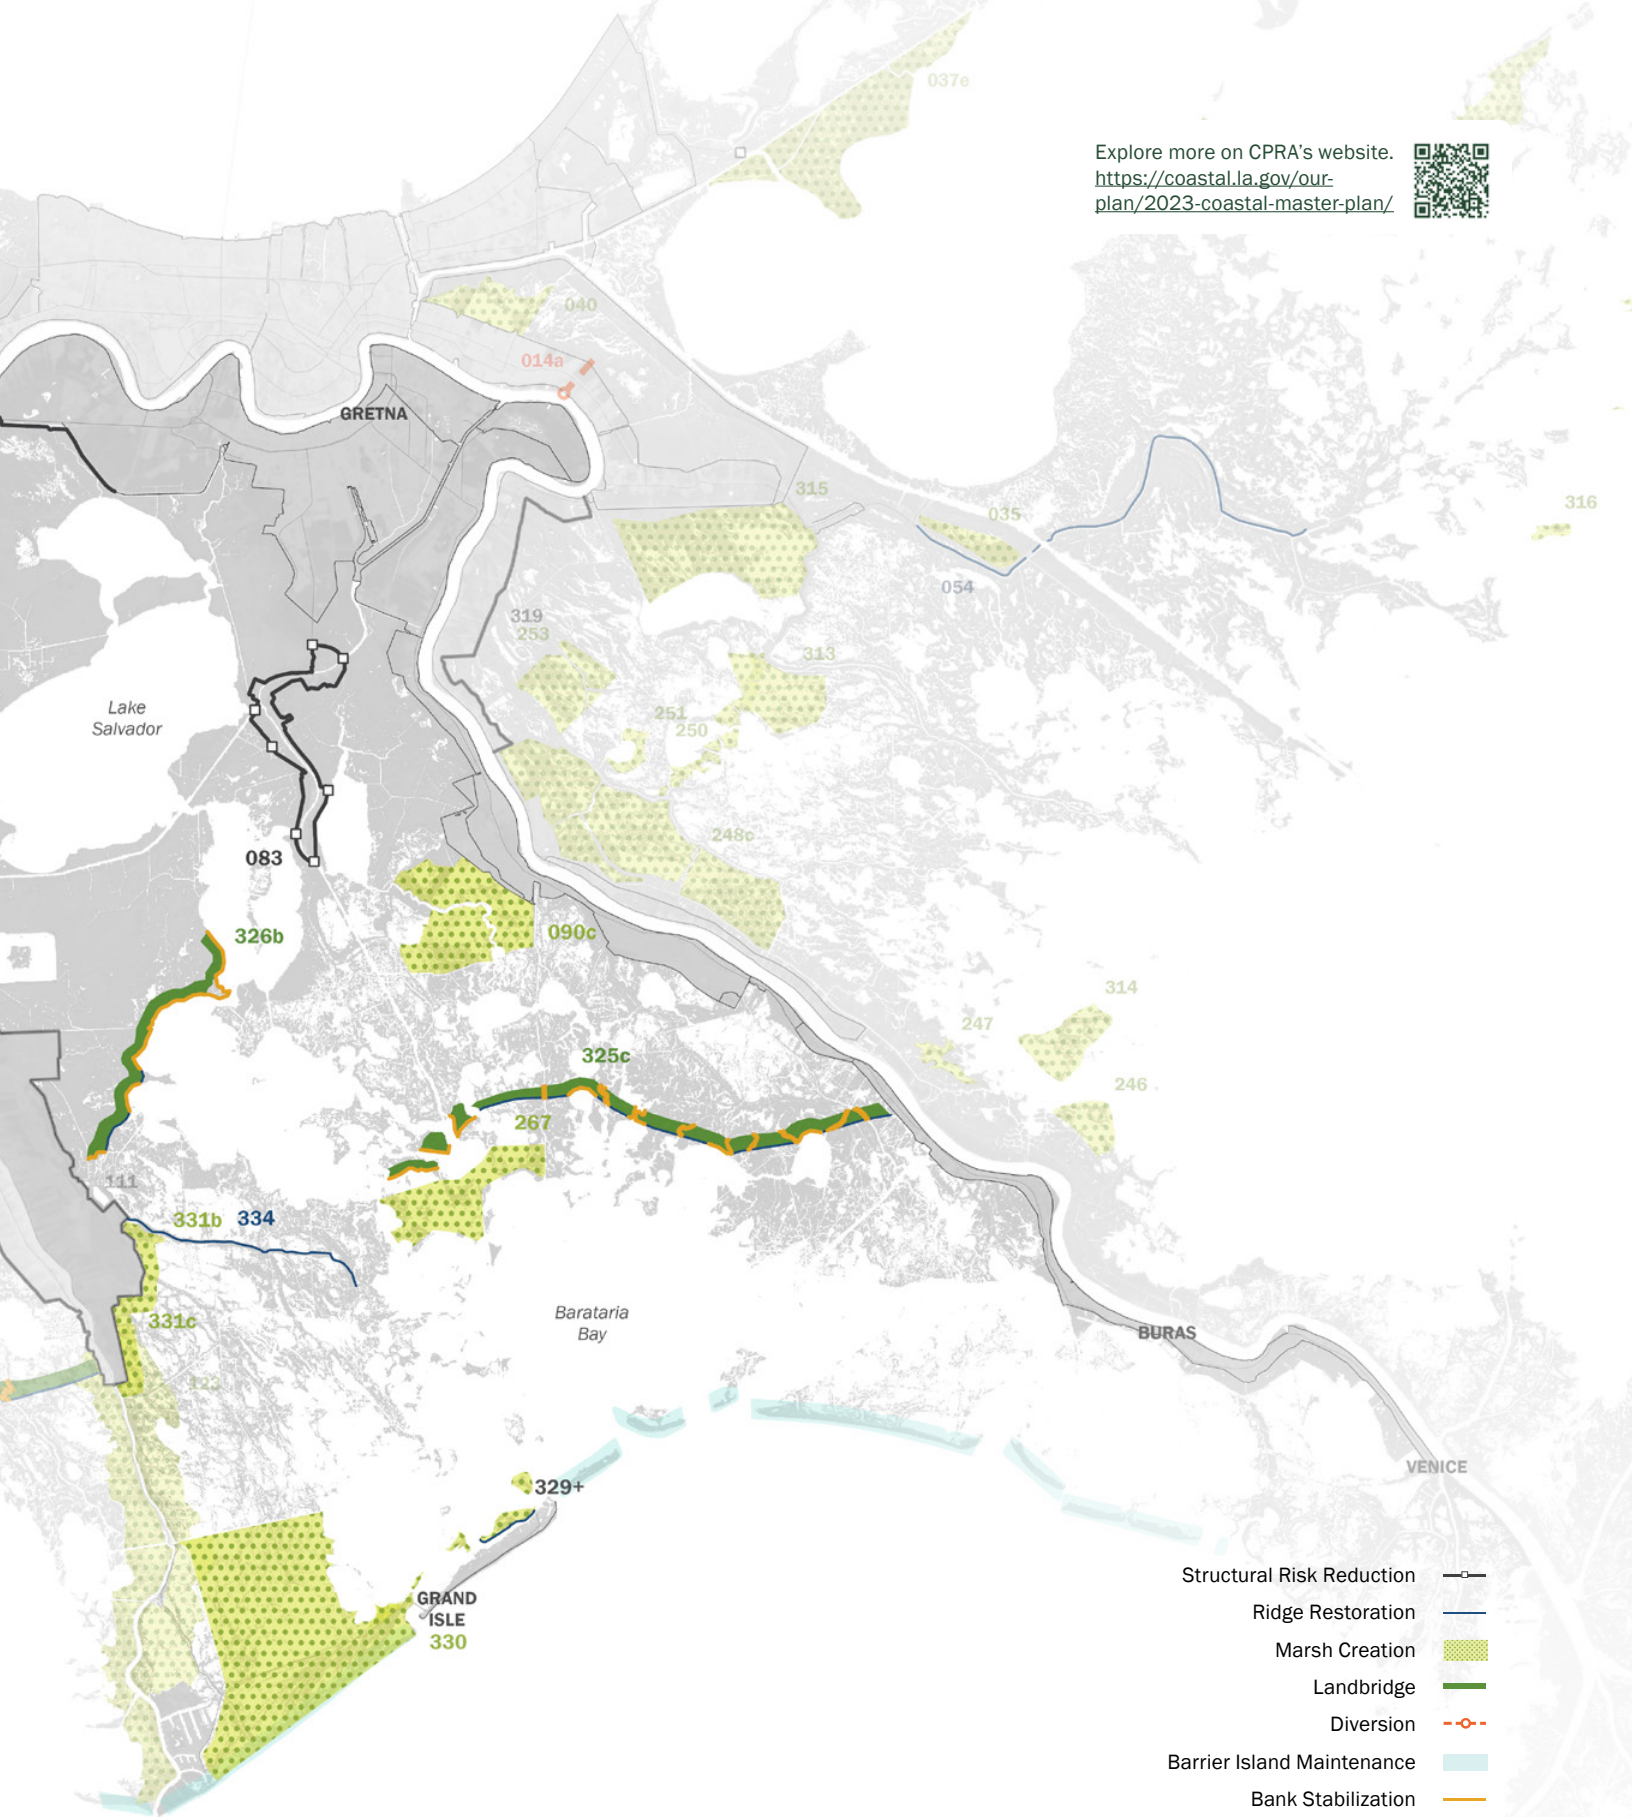 037e
Explore more on CPRA’s website.
https://coastal.la.gov/our-
plan/2023-coastal-master-plan/
040
014a
GRETNA
315
035
316
054
319
253
313
Lake
Salvador
251
250
248c
083
326b
090c
314
247
325c
246
267
111
331b 334
Barataria
Bay
331c
BURAS
123
VENICE
329+
GRAND
ISLE
330
Structural Risk Reduction
Ridge Restoration
Marsh Creation
Landbridge
Diversion
Barrier Island Maintenance
Bank Stabilization